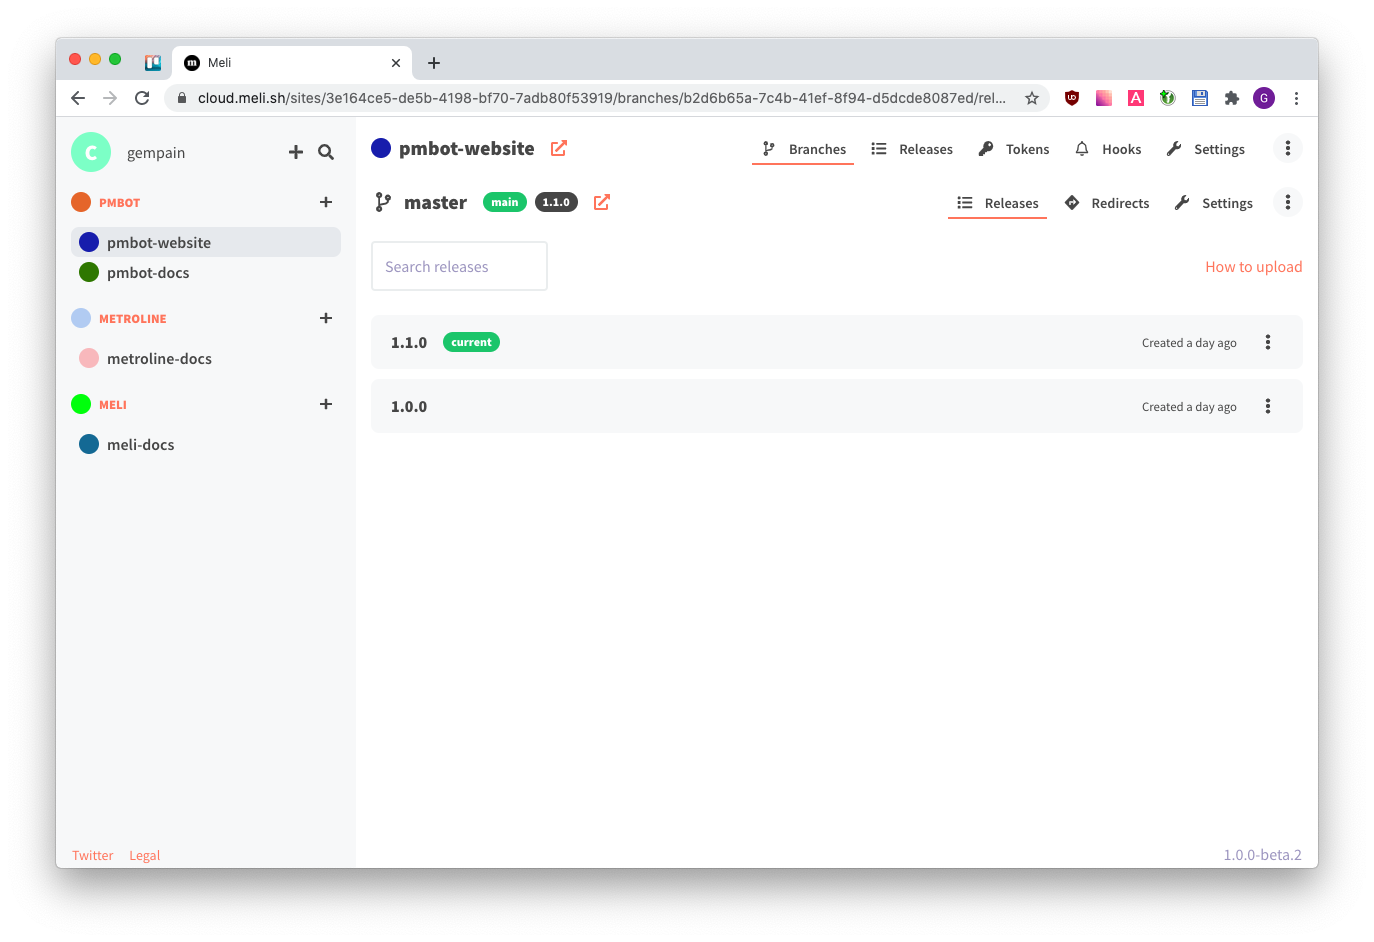 Meli
cloud.meli.sh/sites/3e164ce5-de5b-4198-bf70-7adb80f53919/branches/b2d6b65a-7c4b-41ef-8f94-d5dcde8087ed/rel...
A
G
C
gempain
PMBOT
pmbot-website
pmbot-docs
METROLINE
metroline-docs
MELI
meli-docs
Twitter Legal
pmbot-website
Branches Releases Tokens Hooks Settings
master main 1.1.0
Releases Redirects Settings
Search releases
How to upload
1.1.0 current Created a day ago
1.0.0 Created a day ago
1.0.0-beta.2